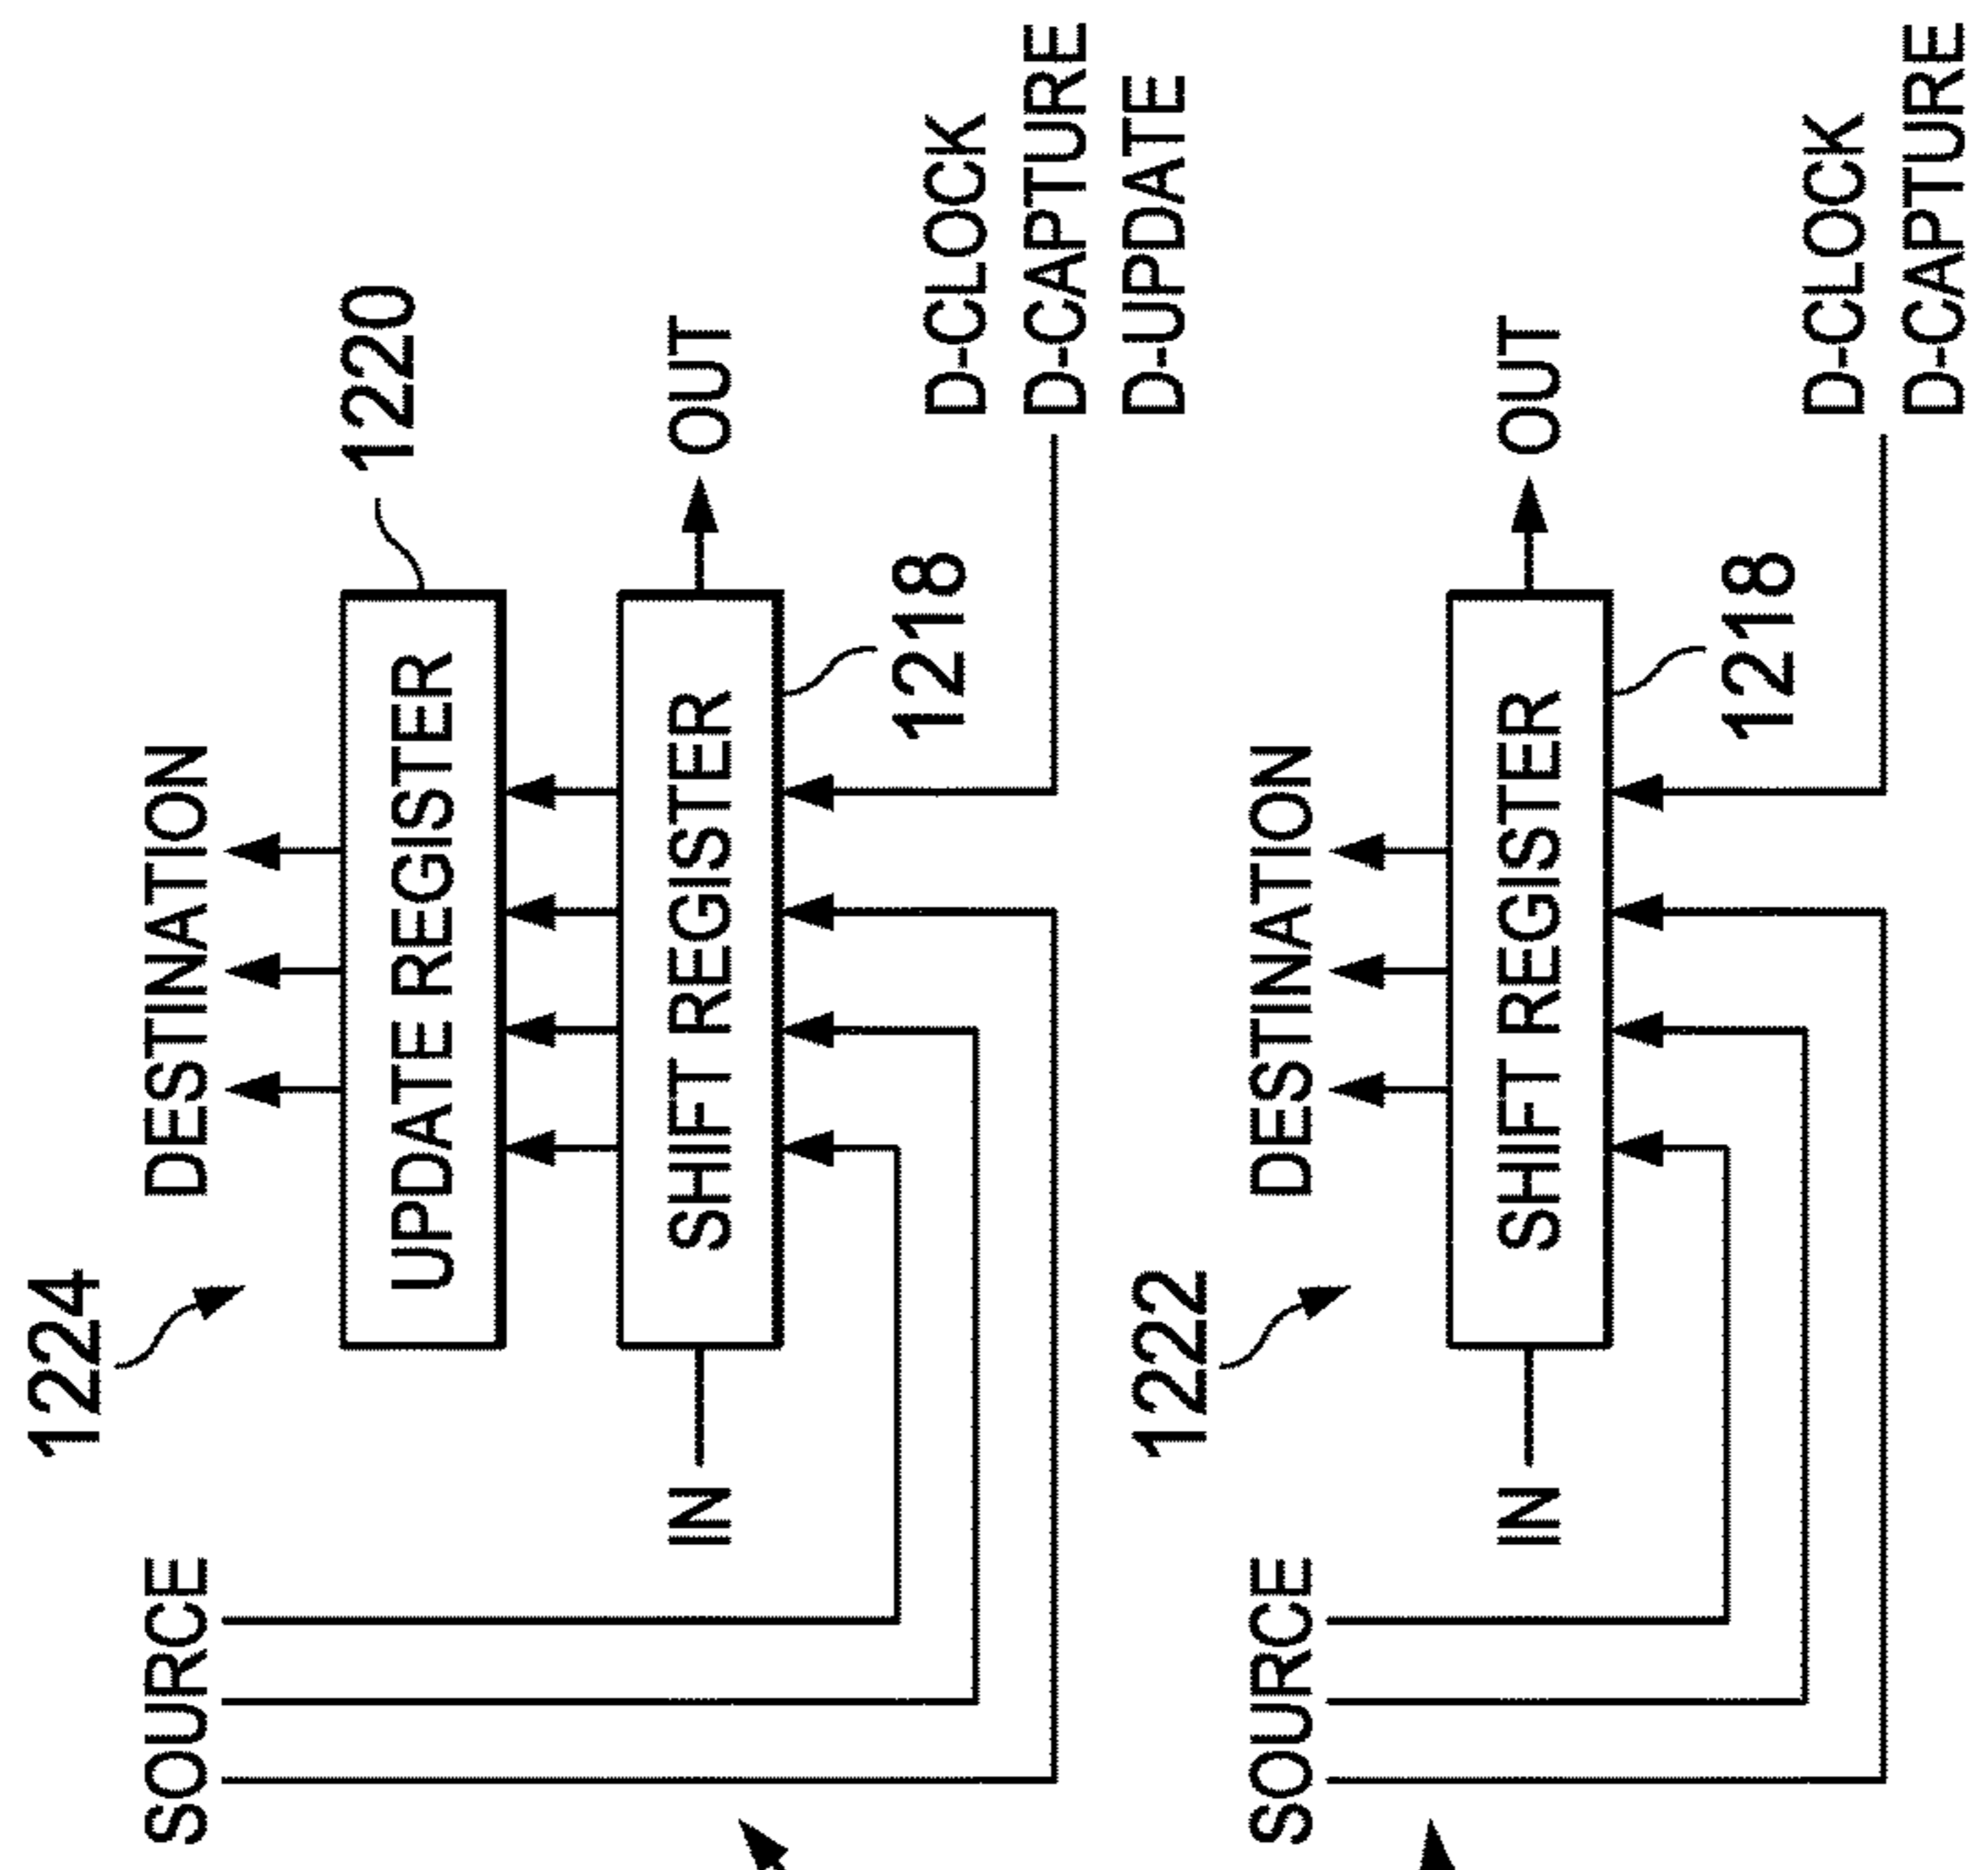 1224
SOURCE
DESTINATION
UPDATE REGISTER
1220
IN
SHIFT REGISTER
OUT
1218
D-CLOCK
D-CAPTURE
D-UPDATE
1222
SOURCE
DESTINATION
IN
SHIFT REGISTER
OUT
1218
D-CLOCK
D-CAPTURE